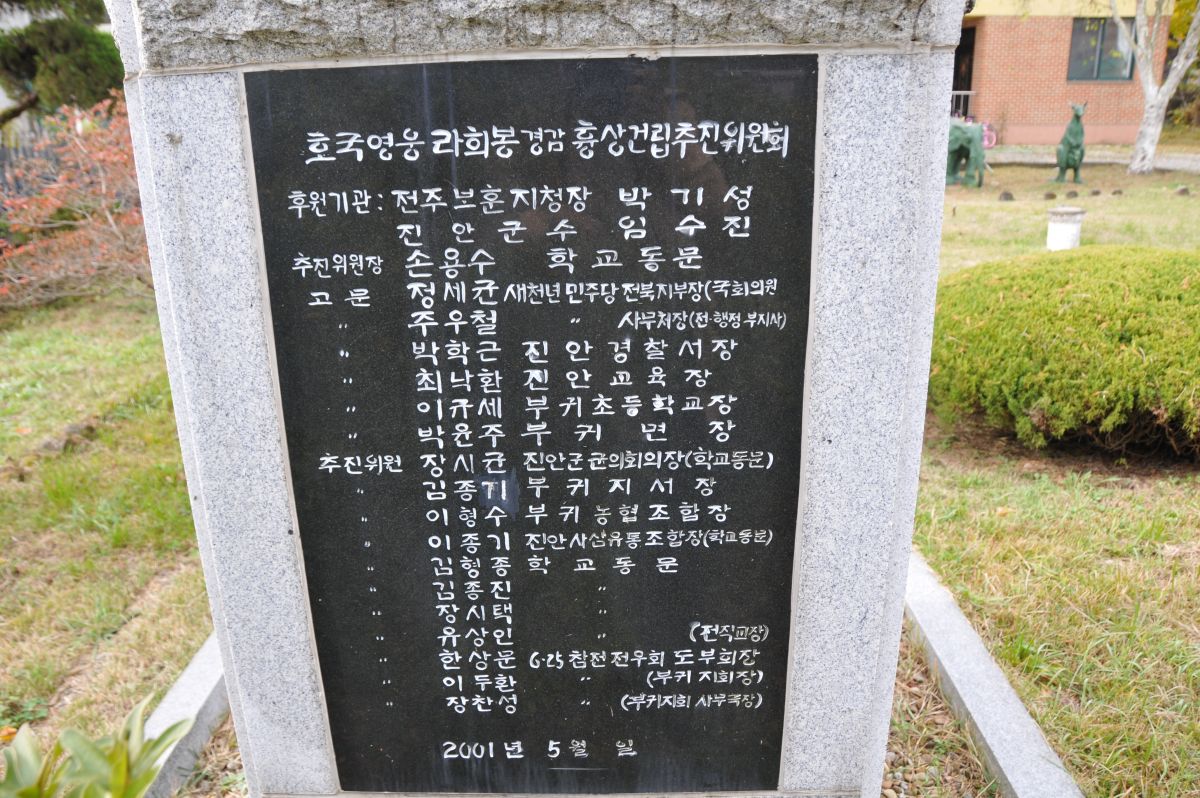 호국영웅 라희봉 경감 흉상건립추진위원회
후원기관: 전주보훈지청장 박기성
진안군수 임수진
추진위원장 손용수 학교동문
고문 정세균 새천년 민주당 전북지부장(국회의원
〃 주우철 〃 사무처장(전·행정 부지사)
〃 박학근 진안경찰서장
〃 최낙환 진안교육장
〃 이규세 부귀초등학교장
〃 박윤주 부귀면장
추진위원 장시균 진안군군의회의장(학교동문)
〃 김종기 부귀지서장
〃 이형수 부귀농협조합장
〃 이종기 진안사삼유통조합장(학교동문)
〃 김형종 학교동문
〃 김종진 〃
〃 장시택
〃 유상인 〃 (전직교장)
〃 한상문 6·25 참전 전우회 도부회장
〃 이두환 〃 (부귀 지회장)
〃 장찬성 〃 (부귀지회 사무국장)
2001년 5월 일